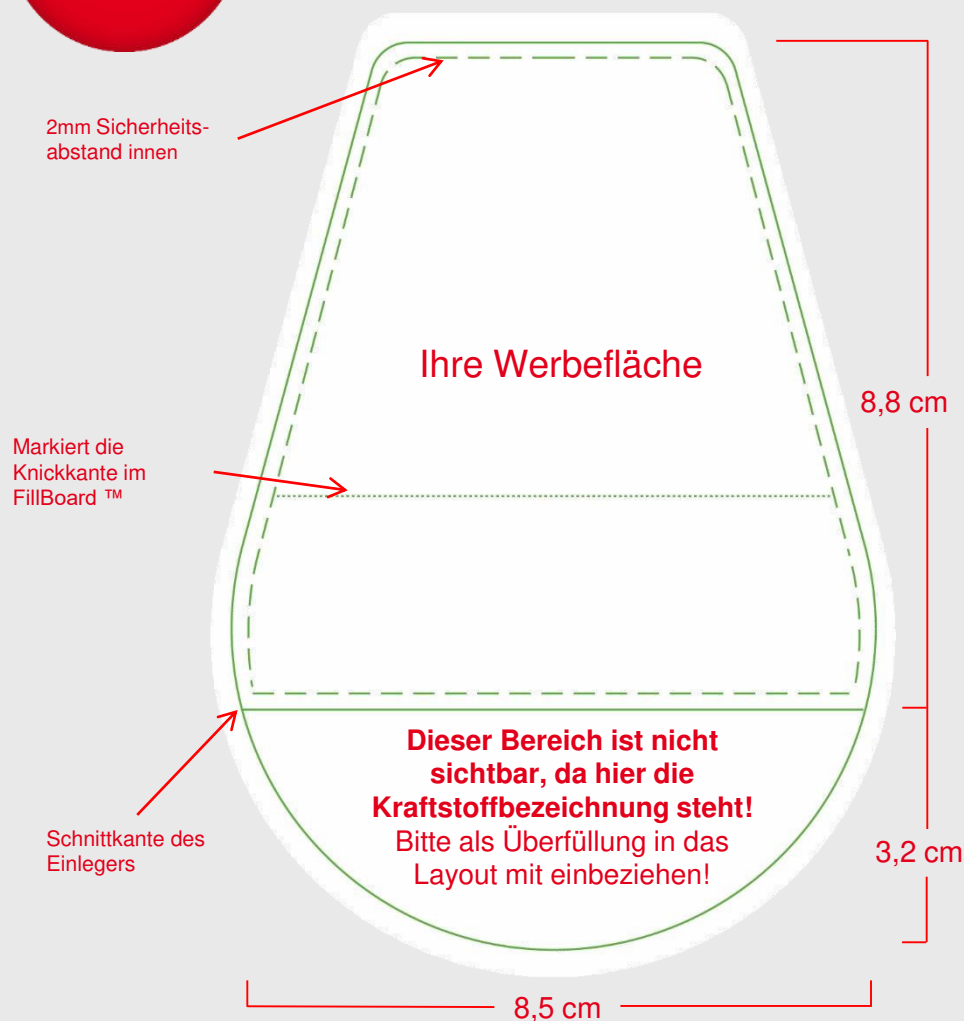 2mm Sicherheits-
abstand innen
Ihre Werbefläche
8,8 cm
Markiert die
Knickkante im
FillBoard ™
Dieser Bereich ist nicht
sichtbar, da hier die
Kraftstoffbezeichnung steht!
Bitte als Überfüllung in das
Layout mit einbeziehen!
Schnittkante des
Einlegers
3,2 cm
8,5 cm